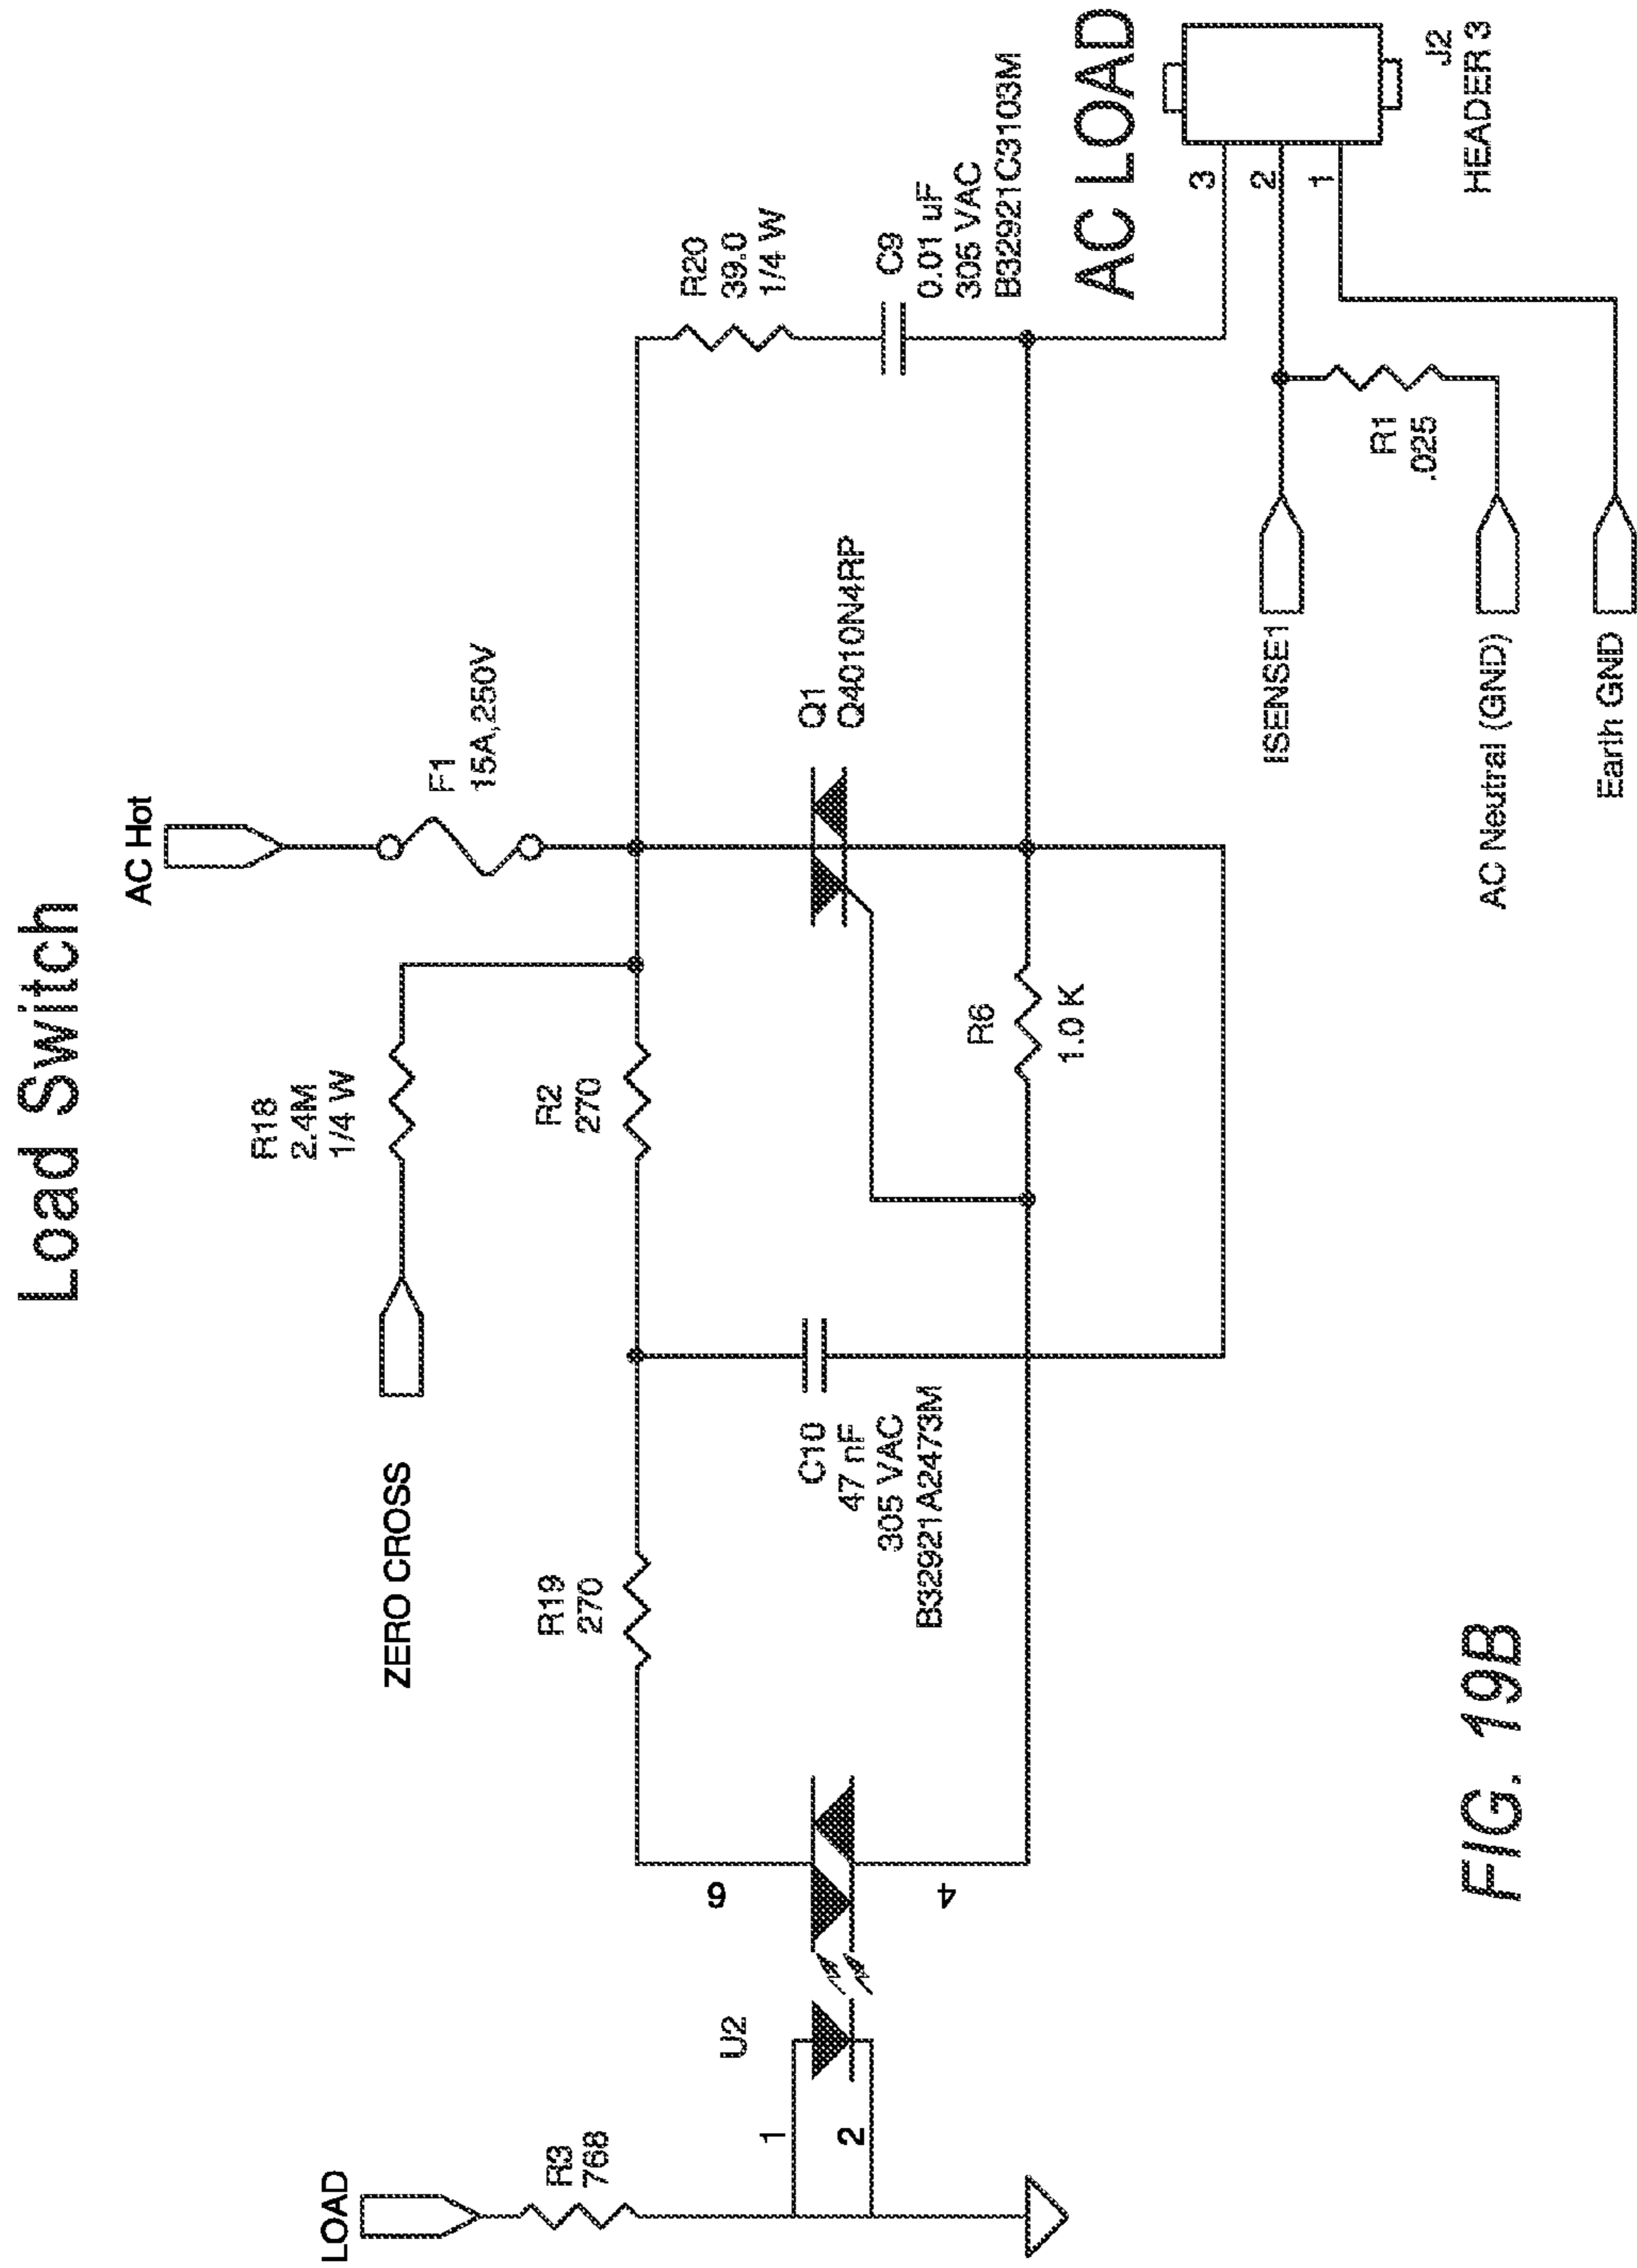 Load Switch
AC Hot
F1
15A,250V
R18
2.4M
1/4 W
ZERO CROSS
R2
270
R19
270
R20
39.0
1/4 W
C9
0.01 uF
305 VAC
B32921C3103M
Q1
Q4010N4RP
C10
47 nF
305 VAC
B32921A2473M
R6
1.0 K
LOAD
R3
768
U2
1
2
6
4
AC LOAD
3
2
1
J2
HEADER 3
R1
.025
ISENSE1
AC Neutral (GND)
Earth GND
FIG. 19B